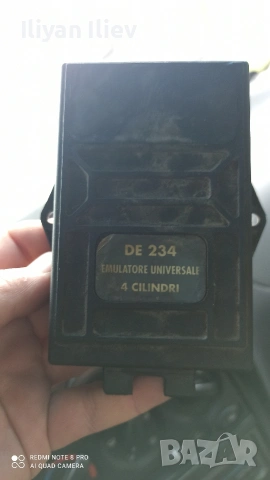 Iliyan Iliev
DE 234
EMULATORE UNIVERSALE
4 CILINDRI
REDMI NOTE 8 PRO
AI QUAD CAMERA
BAZAR